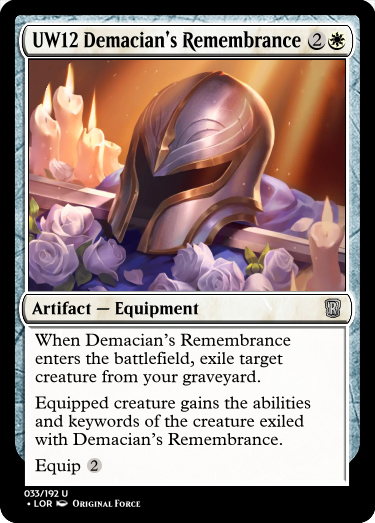 UW12 Demacian's Remembrance 2
Artifact — Equipment
When Demacian's Remembrance
enters the battlefield, exile target
creature from your graveyard.
Equipped creature gains the abilities
and keywords of the creature exiled
with Demacian's Remembrance.
Equip 2
033/192 U
• LOR Original Force